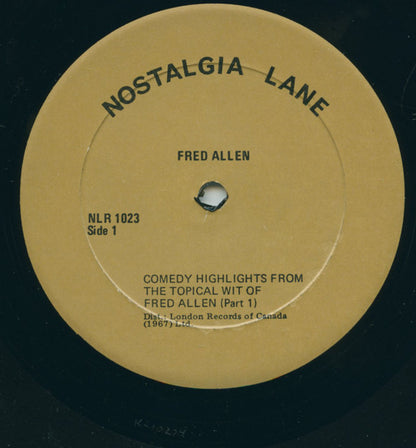 NOSTALGIA LANE
FRED ALLEN
NLR 1023
Side 1
COMEDY HIGHLIGHTS FROM
THE TOPICAL WIT OF
FRED ALLEN (Part 1)
Dist.: London Records of Canada
(1967) Ltd.